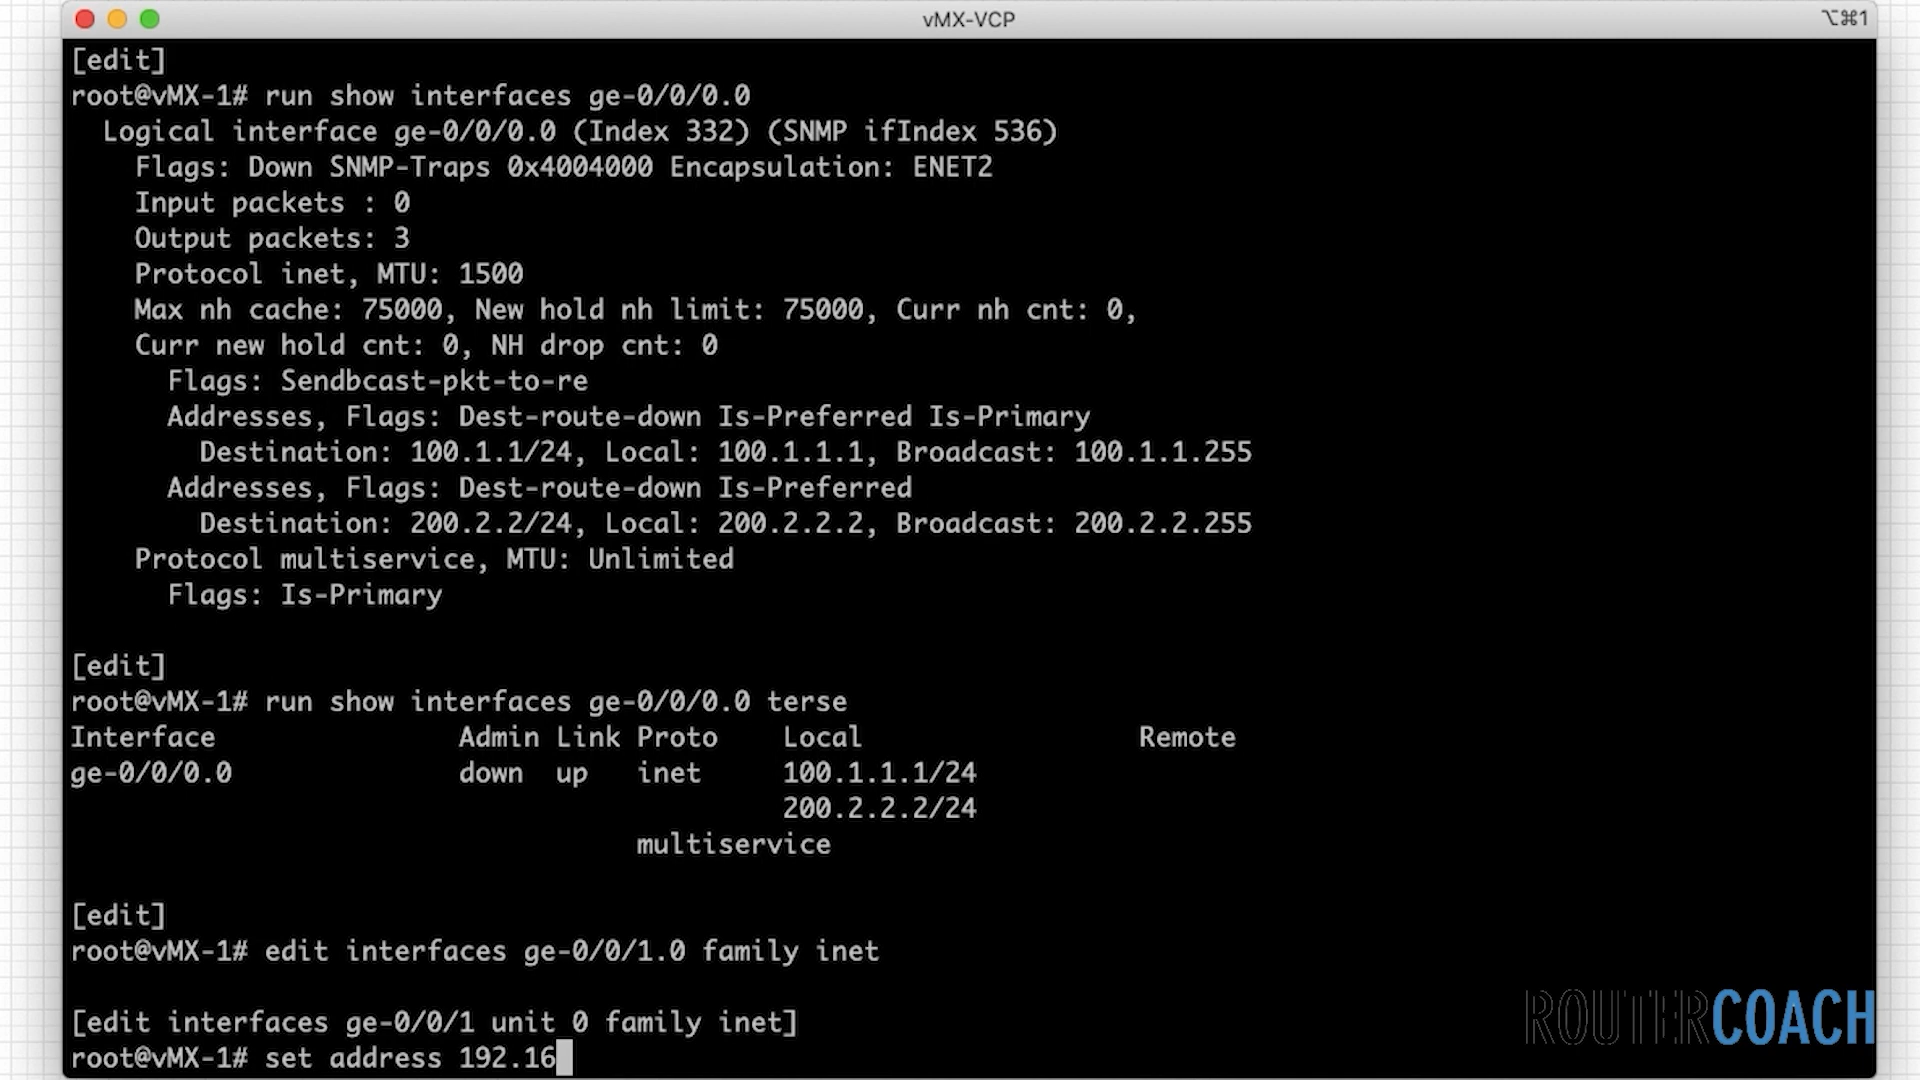 vMX-VCP
⌥⌘1
[edit]
root@vMX-1# run show interfaces ge-0/0/0.0
Logical interface ge-0/0/0.0 (Index 332) (SNMP ifIndex 536)
Flags: Down SNMP-Traps 0x4004000 Encapsulation: ENET2
Input packets : 0
Output packets: 3
Protocol inet, MTU: 1500
Max nh cache: 75000, New hold nh limit: 75000, Curr nh cnt: 0,
Curr new hold cnt: 0, NH drop cnt: 0
Flags: Sendbcast-pkt-to-re
Addresses, Flags: Dest-route-down Is-Preferred Is-Primary
Destination: 100.1.1/24, Local: 100.1.1.1, Broadcast: 100.1.1.255
Addresses, Flags: Dest-route-down Is-Preferred
Destination: 200.2.2/24, Local: 200.2.2.2, Broadcast: 200.2.2.255
Protocol multiservice, MTU: Unlimited
Flags: Is-Primary
[edit]
root@vMX-1# run show interfaces ge-0/0/0.0 terse
Interface Admin Link Proto Local Remote
ge-0/0/0.0 down up inet 100.1.1.1/24
200.2.2.2/24
multiservice
[edit]
root@vMX-1# edit interfaces ge-0/0/1.0 family inet
[edit interfaces ge-0/0/1 unit 0 family inet]
root@vMX-1# set address 192.16
ROUTERCOACH